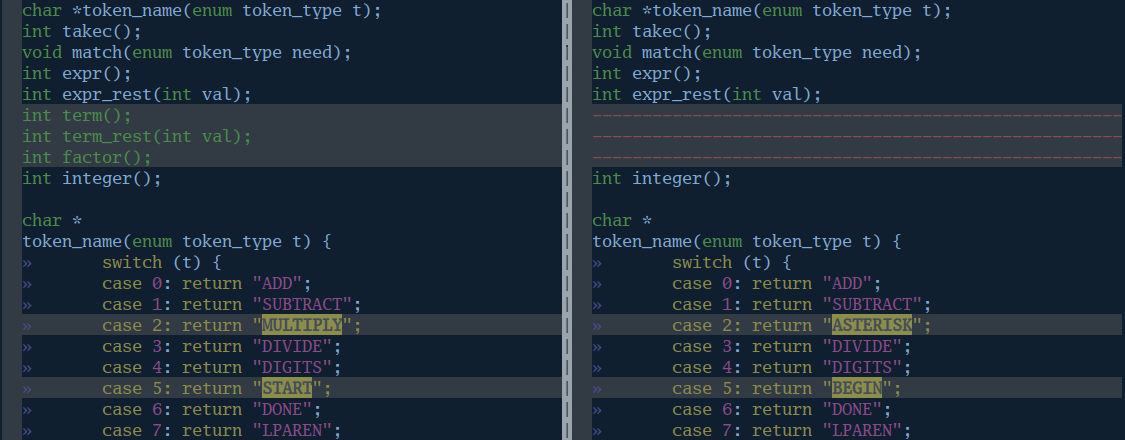 char *token_name(enum token_type t);
int takec();
void match(enum token_type need);
int expr();
int expr_rest(int val);
int term();
int term_rest(int val);
int factor();
int integer();
char *
token_name(enum token_type t) {
» switch (t) {
» case 0: return "ADD";
» case 1: return "SUBTRACT";
» case 2: return "MULTIPLY";
» case 3: return "DIVIDE";
» case 4: return "DIGITS";
» case 5: return "START";
» case 6: return "DONE";
» case 7: return "LPAREN";
char *token_name(enum token_type t);
int takec();
void match(enum token_type need);
int expr();
int expr_rest(int val);
-----------------------------------------------------
-----------------------------------------------------
-----------------------------------------------------
int integer();
char *
token_name(enum token_type t) {
» switch (t) {
» case 0: return "ADD";
» case 1: return "SUBTRACT";
» case 2: return "ASTERISK";
» case 3: return "DIVIDE";
» case 4: return "DIGITS";
» case 5: return "BEGIN";
» case 6: return "DONE";
» case 7: return "LPAREN";